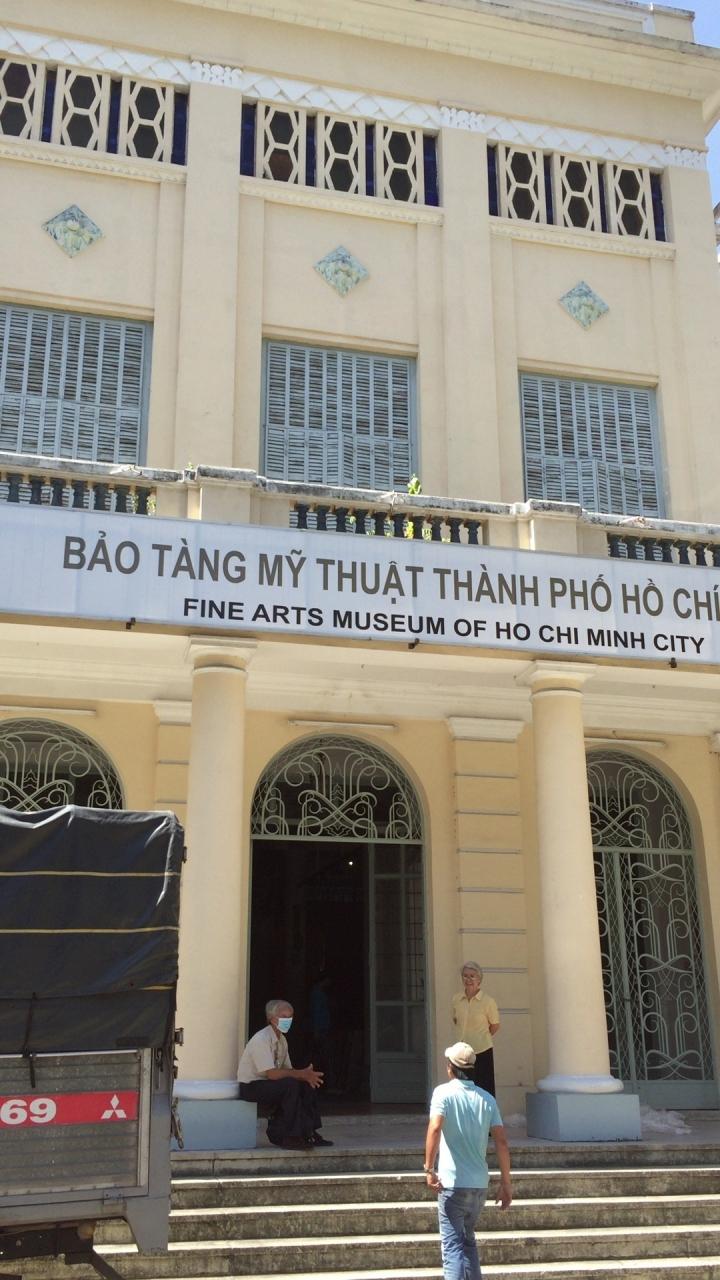 BẢO TÀNG MỸ THUẬT THÀNH PHỐ HỒ CHÍ
FINE ARTS MUSEUM OF HO CHI MINH CITY
69